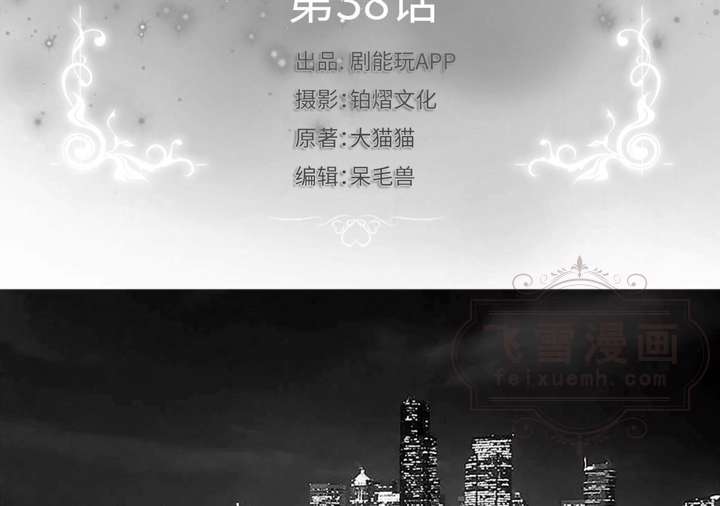 第38话
出品: 剧能玩APP
摄影:铂熠文化
原著:大猫猫
编辑:呆毛兽
飞雪漫画
feixuemh.com